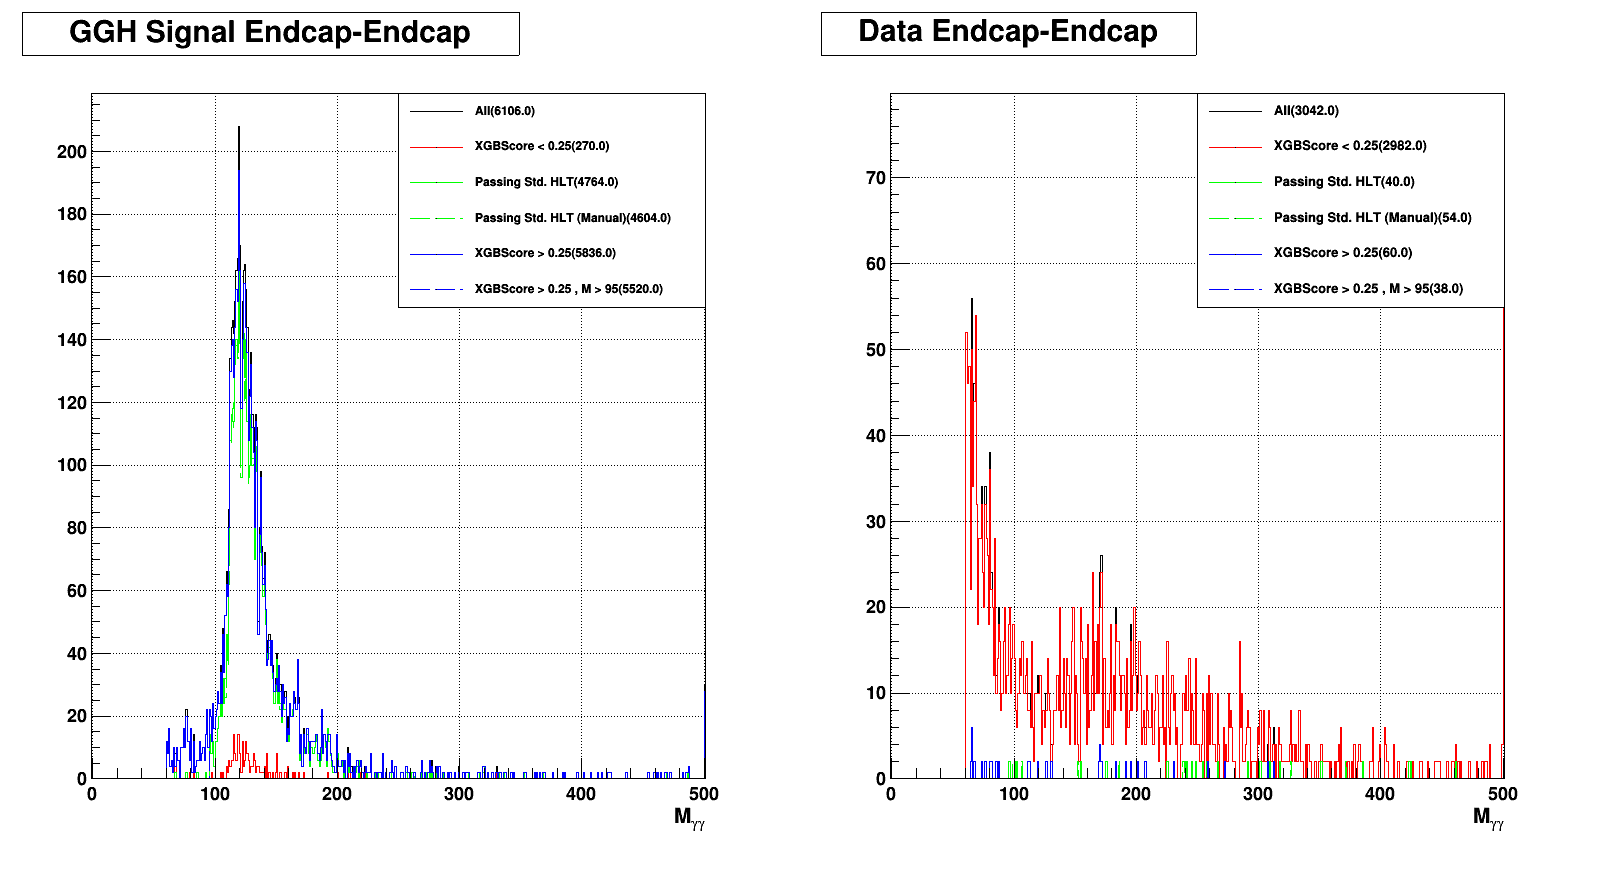 GGH Signal Endcap-Endcap
All(6106.0)
XGBScore < 0.25(270.0)
Passing Std. HLT(4764.0)
Passing Std. HLT (Manual)(4604.0)
XGBScore > 0.25(5836.0)
XGBScore > 0.25 , M > 95(5520.0)
200
180
160
140
120
100
80
60
40
20
0
0 100 200 300 400 500
Mγγ
Data Endcap-Endcap
All(3042.0)
XGBScore < 0.25(2982.0)
Passing Std. HLT(40.0)
Passing Std. HLT (Manual)(54.0)
XGBScore > 0.25(60.0)
XGBScore > 0.25 , M > 95(38.0)
70
60
50
40
30
20
10
0
0 100 200 300 400 500
Mγγ